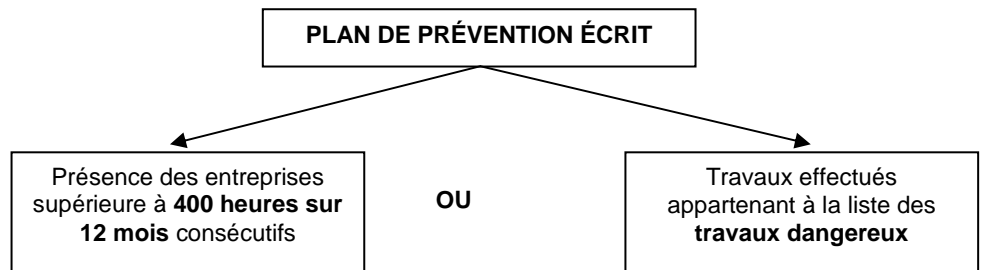 PLAN DE PRÉVENTION ÉCRIT
Présence des entreprises
supérieure à 400 heures sur
12 mois consécutifs
OU
Travaux effectués
appartenant à la liste des
travaux dangereux